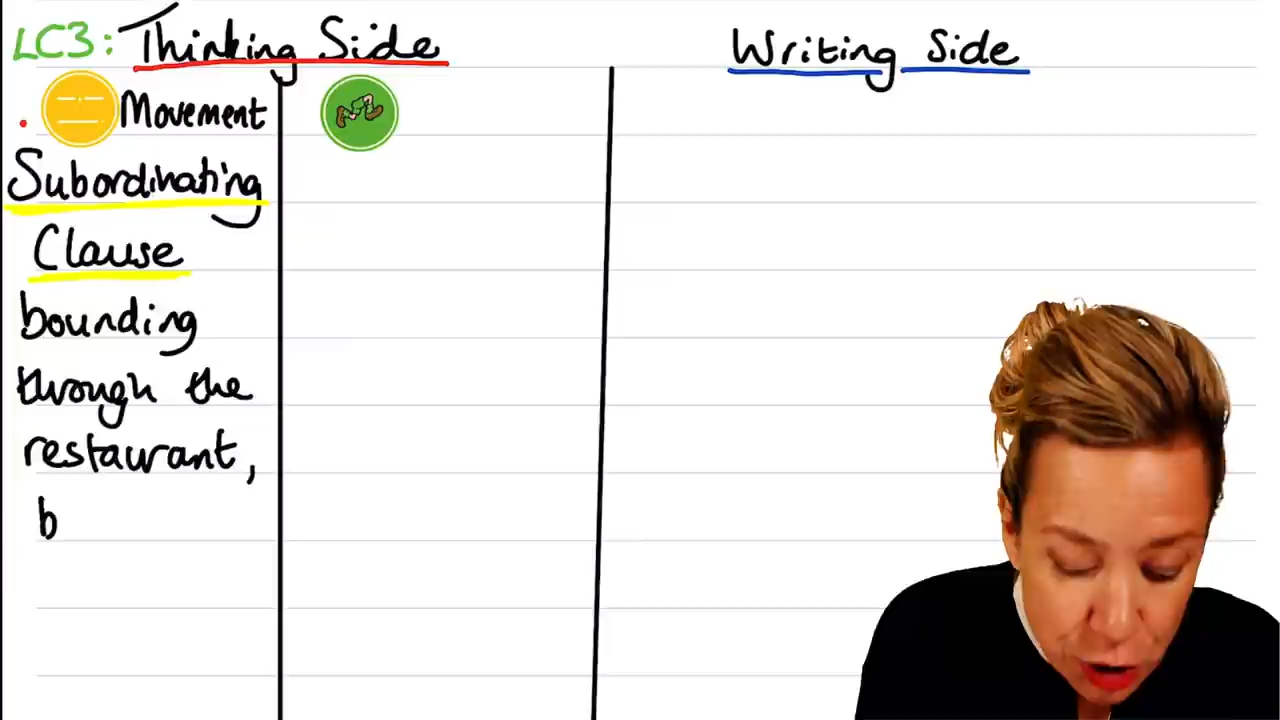 LC3: Thinking Side
Writing Side
Movement
Subordinating
Clause
bounding
through the
restaurant,
b